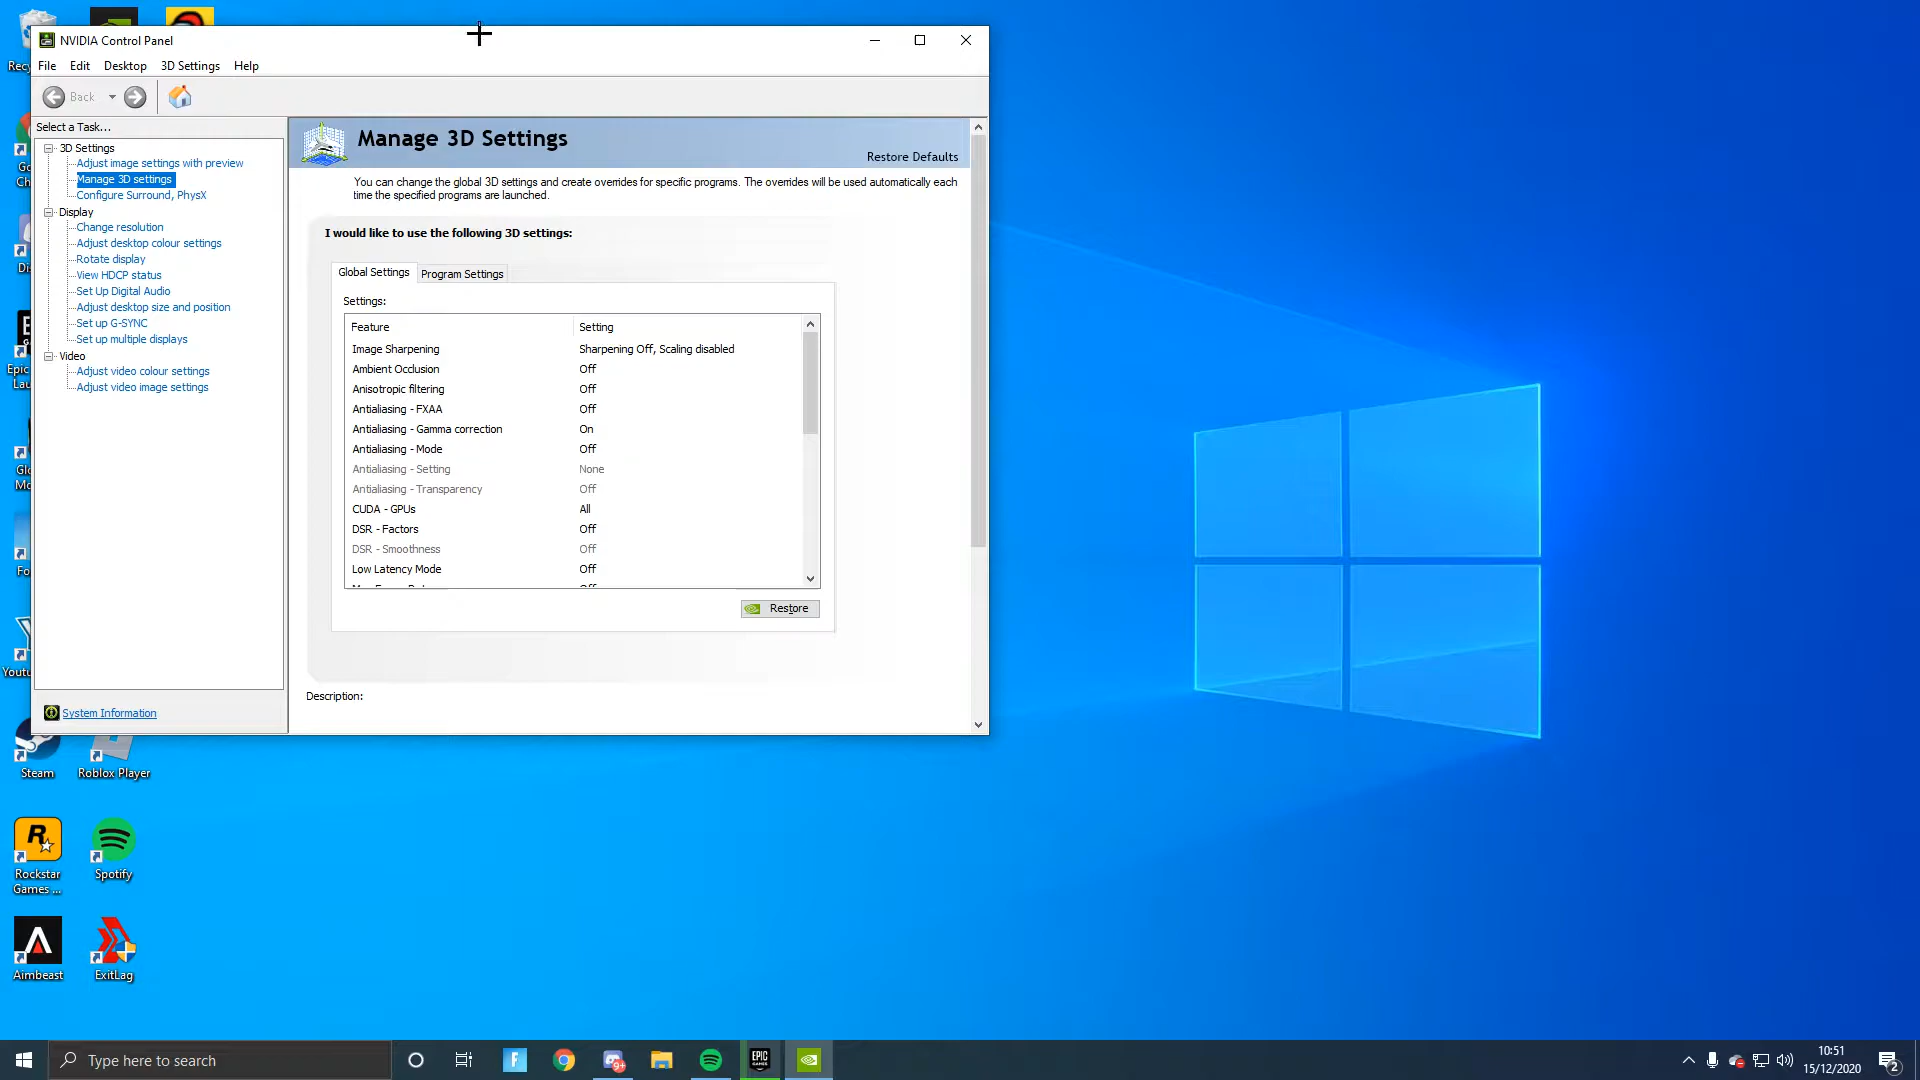 NVIDIA Control Panel
File Edit Desktop 3D Settings Help
Back
Select a Task...
3D Settings
Adjust image settings with preview
Manage 3D settings
Configure Surround, PhysX
Display
Change resolution
Adjust desktop colour settings
Rotate display
View HDCP status
Set Up Digital Audio
Adjust desktop size and position
Set up G-SYNC
Set up multiple displays
Video
Adjust video colour settings
Adjust video image settings
System Information
Manage 3D Settings
Restore Defaults
You can change the global 3D settings and create overrides for specific programs. The overrides will be used automatically each
time the specified programs are launched.
I would like to use the following 3D settings:
Global Settings Program Settings
Settings:
Feature Setting
Image Sharpening Sharpening Off, Scaling disabled
Ambient Occlusion Off
Anisotropic filtering Off
Antialiasing - FXAA Off
Antialiasing - Gamma correction On
Antialiasing - Mode Off
Antialiasing - Setting None
Antialiasing - Transparency Off
CUDA - GPUs All
DSR - Factors Off
DSR - Smoothness Off
Low Latency Mode Off
Restore
Description:
Steam
Roblox Player
Rockstar
Games ...
Spotify
Aimbeast
ExitLag
Type here to search
EPIC
GAMES
9+
10:51
15/12/2020
2